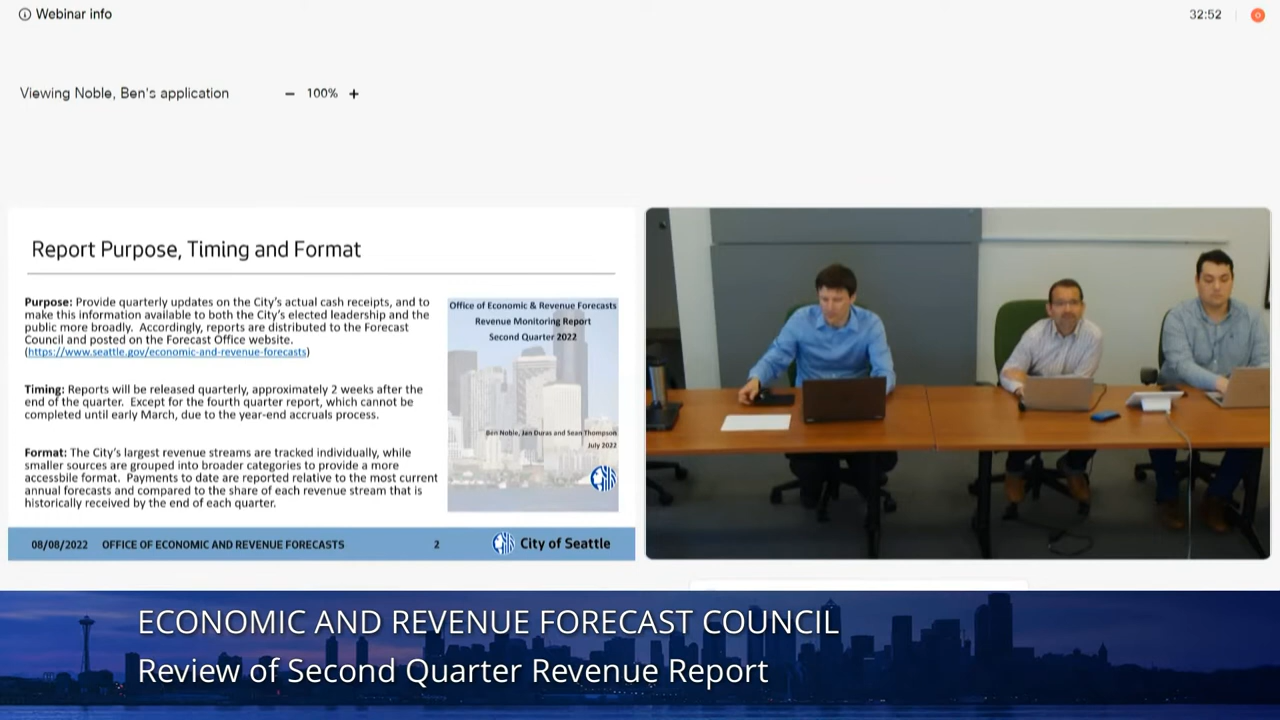 Webinar info
32:52
Viewing Noble, Ben's application
100%
Report Purpose, Timing and Format
Purpose: Provide quarterly updates on the City's actual cash receipts, and to
make this information available to both the City's elected leadership and the
public more broadly. Accordingly, reports are distributed to the Forecast
Council and posted on the Forecast Office website.
(https://www.seattle.gov/economic-and-revenue-forecasts)
Timing: Reports will be released quarterly, approximately 2 weeks after the
end of the quarter. Except for the fourth quarter report, which cannot be
completed until early March, due to the year-end accruals process.
Format: The City's largest revenue streams are tracked individually, while
smaller sources are grouped into broader categories to provide a more
accessbile format. Payments to date are reported relative to the most current
annual forecasts and compared to the share of each revenue stream that is
historically received by the end of each quarter.
Office of Economic & Revenue Forecasts
Revenue Monitoring Report
Second Quarter 2022
Ben Noble, Jan Duras and Sean Thompson
July 2022
08/08/2022 OFFICE OF ECONOMIC AND REVENUE FORECASTS 2 City of Seattle
ECONOMIC AND REVENUE FORECAST COUNCIL
Review of Second Quarter Revenue Report